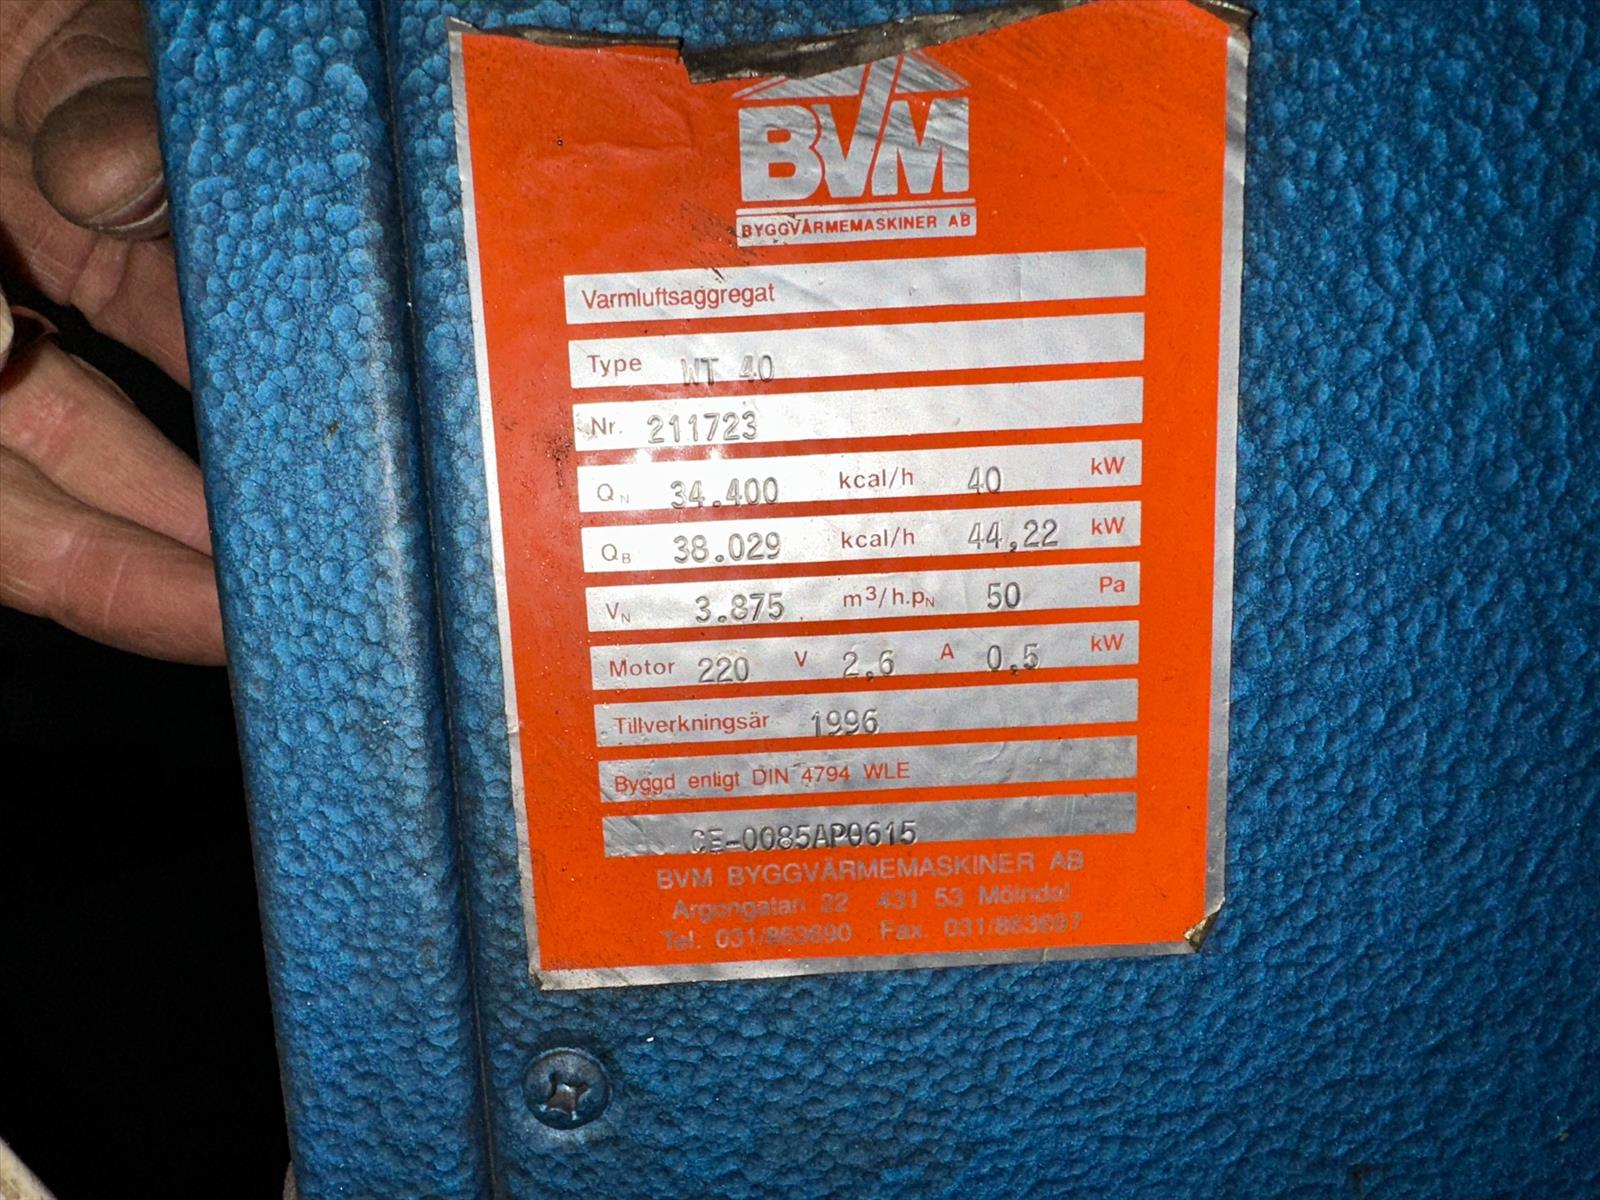 BVM
BYGGVÄRMEMASKINER AB
Varmluftsaggregat
Type WT 40
Nr. 211723
QN 34.400 kcal/h 40 kW
QB 38.029 kcal/h 44,22 kW
VN 3.875 m³/h.pN 50 Pa
Motor 220 V 2,6 A 0,5 kW
Tillverkningsår 1996
Byggd enligt DIN 4794 WLE
CE-0085AP0615
BVM BYGGVÄRMEMASKINER AB
Argongatan 22 431 53 Mölndal
Tel. 031/863690 Fax. 031/863697